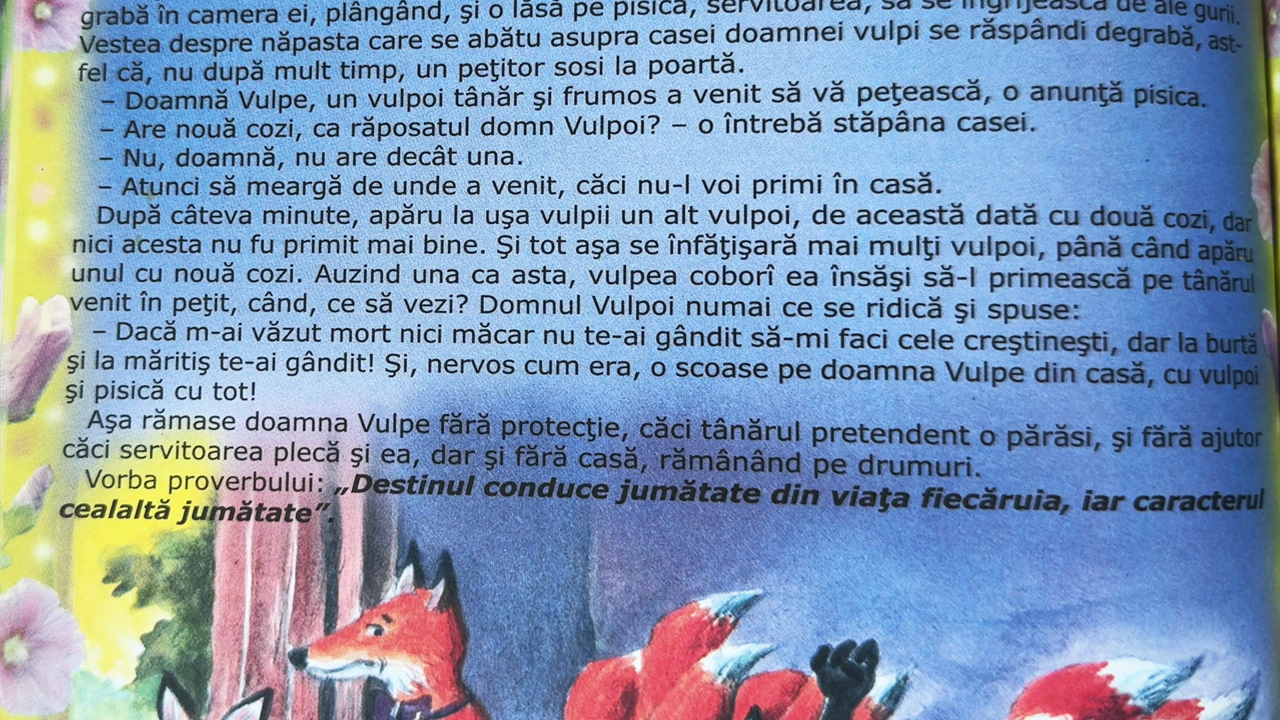 grabă în camera ei, plângând, şi o lăsă pe pisică, servitoarea, să se îngrijească de ale gurii.
Vestea despre năpasta care se abătu asupra casei doamnei vulpi se răspândi degrabă, ast-
fel că, nu după mult timp, un peţitor sosi la poartă.
– Doamnă Vulpe, un vulpoi tânăr şi frumos a venit să vă peţească, o anunţă pisica.
– Are nouă cozi, ca răposatul domn Vulpoi? – o întrebă stăpâna casei.
– Nu, doamnă, nu are decât una.
– Atunci să meargă de unde a venit, căci nu-l voi primi în casă.
După câteva minute, apăru la uşa vulpii un alt vulpoi, de această dată cu două cozi, dar
nici acesta nu fu primit mai bine. Şi tot aşa se înfăţişară mai mulţi vulpoi, până când apăru
unul cu nouă cozi. Auzind una ca asta, vulpea coborî ea însăşi să-l primească pe tânărul
venit în peţit, când, ce să vezi? Domnul Vulpoi numai ce se ridică şi spuse:
– Dacă m-ai văzut mort nici măcar nu te-ai gândit să-mi faci cele creştineşti, dar la burtă
şi la măritiş te-ai gândit! Şi, nervos cum era, o scoase pe doamna Vulpe din casă, cu vulpoi
şi pisică cu tot!
Aşa rămase doamna Vulpe fără protecţie, căci tânărul pretendent o părăsi, şi fără ajutor
căci servitoarea plecă şi ea, dar şi fără casă, rămânând pe drumuri.
Vorba proverbului: „Destinul conduce jumătate din viaţa fiecăruia, iar caracterul
cealaltă jumătate”.